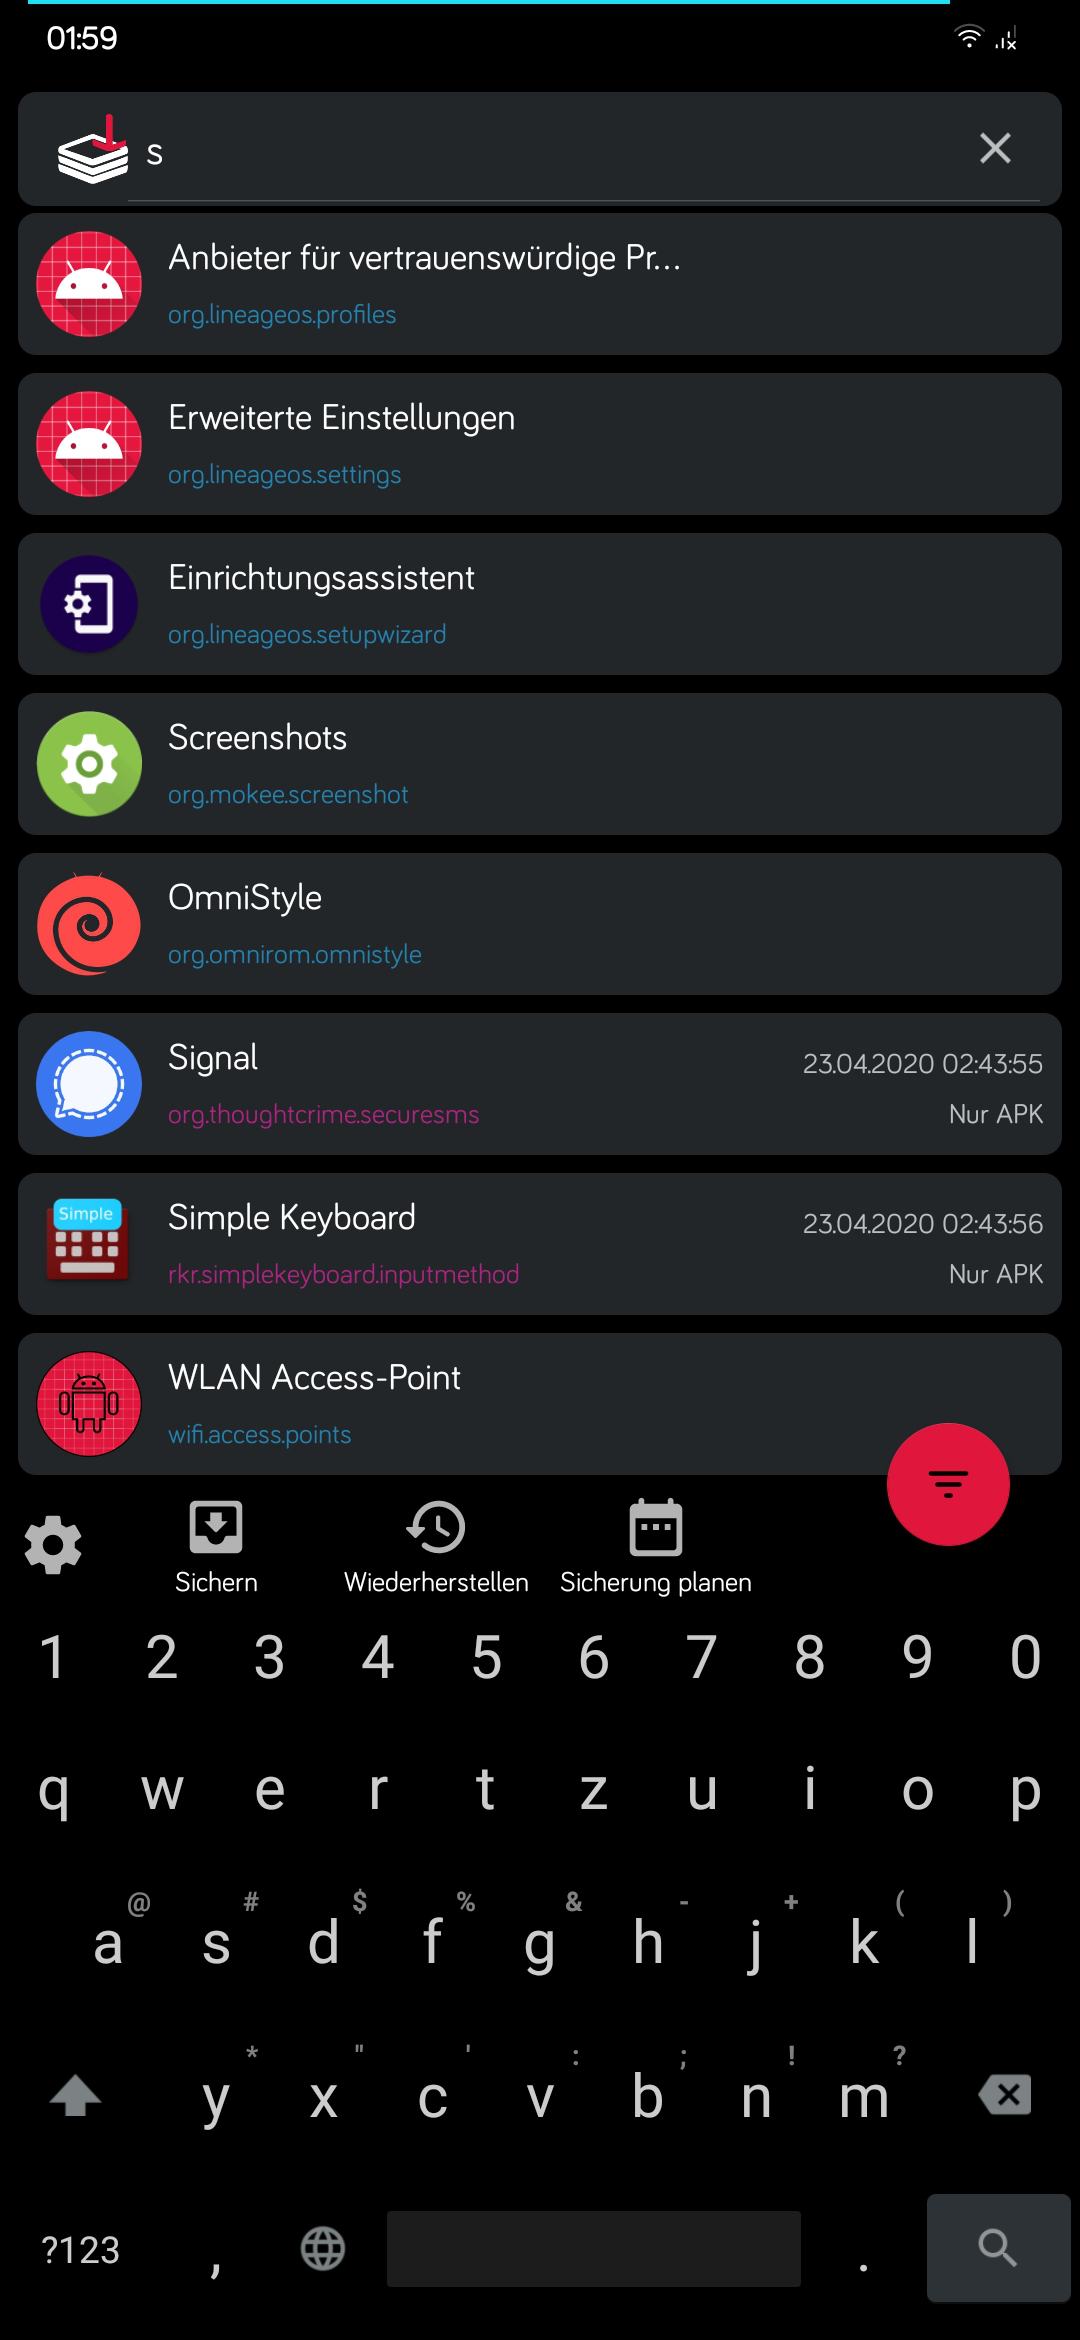 01:59
s
Anbieter für vertrauenswürdige Pr...
org.lineageos.profiles
Erweiterte Einstellungen
org.lineageos.settings
Einrichtungsassistent
org.lineageos.setupwizard
Screenshots
org.mokee.screenshot
OmniStyle
org.omnirom.omnistyle
Signal
23.04.2020 02:43:55
org.thoughtcrime.securesms
Nur APK
Simple
Simple Keyboard
23.04.2020 02:43:56
rkr.simplekeyboard.inputmethod
Nur APK
WLAN Access-Point
wifi.access.points
Sichern Wiederherstellen Sicherung planen
1 2 3 4 5 6 7 8 9 0
q w e r t z u i o p
@ # $ % & - + ( )
a s d f g h j k l
* " ' : ; ! ?
y x c v b n m
?123 , .